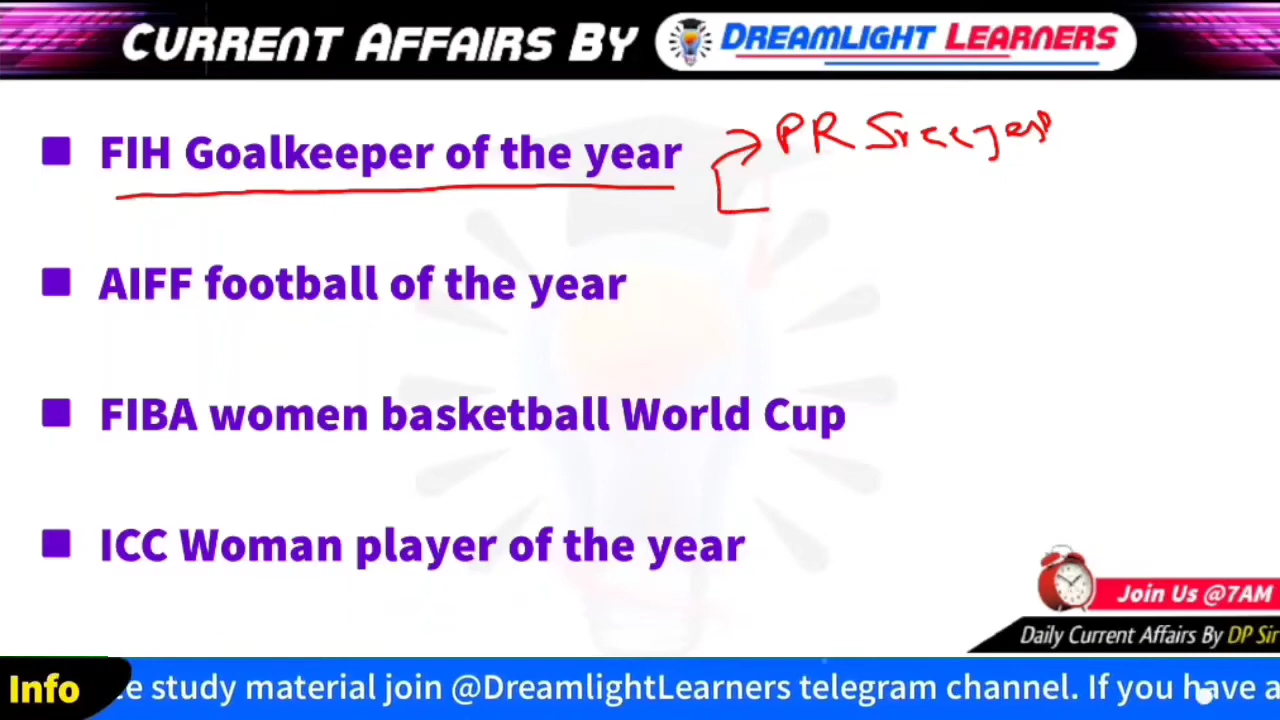 CURRENT AFFAIRS BY DREAMLIGHT LEARNERS
FIH Goalkeeper of the year
PR Sreejesh
AIFF football of the year
FIBA women basketball World Cup
ICC Woman player of the year
Join Us @7AM
Daily Current Affairs By DP Sir
Info
ee study material join @DreamlightLearners telegram channel. If you have a